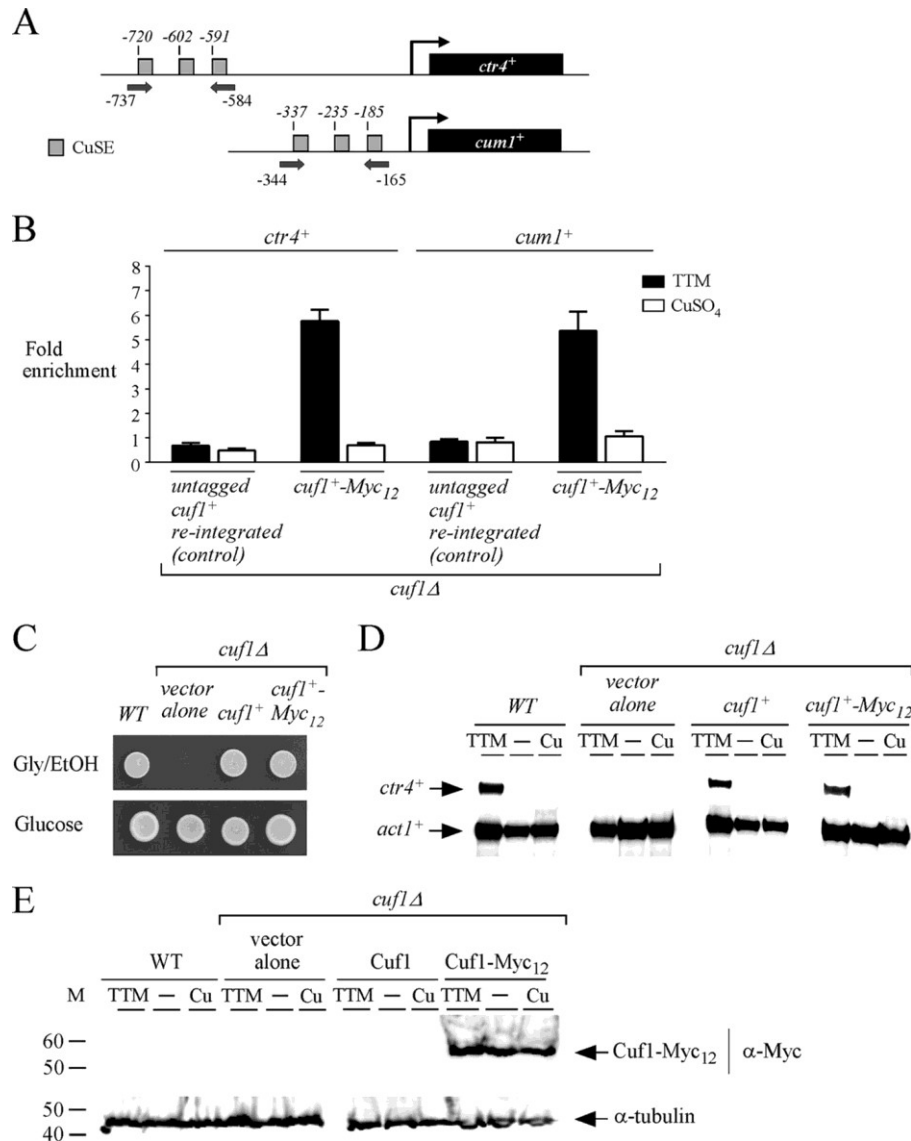 A
-720 -602 -591
ctr4+
-737 -584
-337 -235 -185
CuSE
cum1+
-344 -165
B
ctr4+ cum1+
8
7
6
5
4
3
2
1
0
Fold
enrichment
TTM
CuSO4
untagged
cuf1+
re-integrated
(control)
cuf1+-Myc12
untagged
cuf1+
re-integrated
(control)
cuf1+-Myc12
cuf1Δ
C
cuf1Δ
WT
vector
alone
cuf1+
cuf1+-
Myc12
Gly/EtOH
Glucose
D
cuf1Δ
WT
vector
alone
cuf1+
cuf1+-Myc12
TTM — Cu TTM — Cu TTM — Cu TTM — Cu
ctr4+
act1+
E
cuf1Δ
WT
vector
alone
Cuf1
Cuf1-Myc12
M TTM — Cu TTM — Cu TTM — Cu TTM — Cu
60
50
Cuf1-Myc12 | α-Myc
50
40
α-tubulin